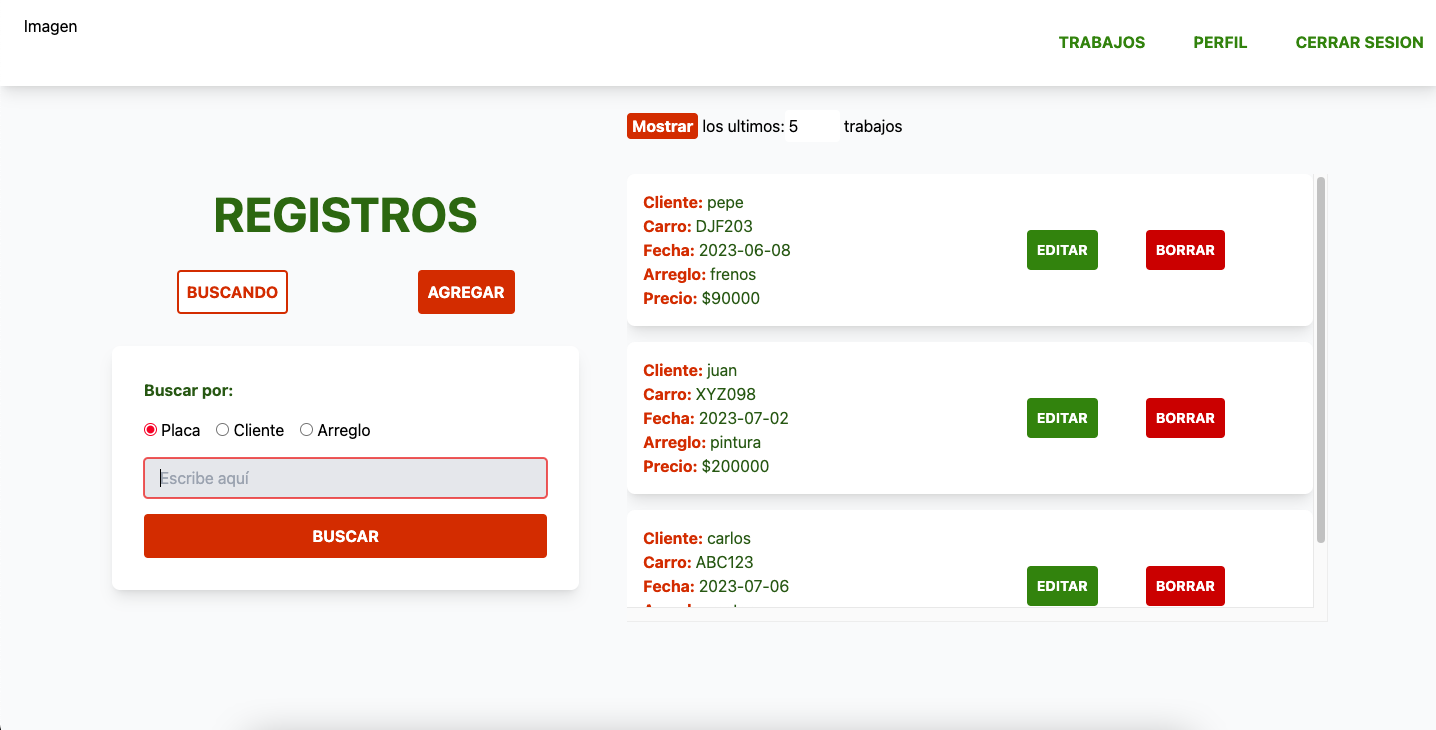 Imagen
TRABAJOS PERFIL CERRAR SESION
Mostrar los ultimos: 5 trabajos
REGISTROS
BUSCANDO AGREGAR
Buscar por:
Placa Cliente Arreglo
Escribe aquí
BUSCAR
Cliente: pepe
Carro: DJF203
Fecha: 2023-06-08
Arreglo: frenos
Precio: $90000
EDITAR BORRAR
Cliente: juan
Carro: XYZ098
Fecha: 2023-07-02
Arreglo: pintura
Precio: $200000
EDITAR BORRAR
Cliente: carlos
Carro: ABC123
Fecha: 2023-07-06
EDITAR BORRAR